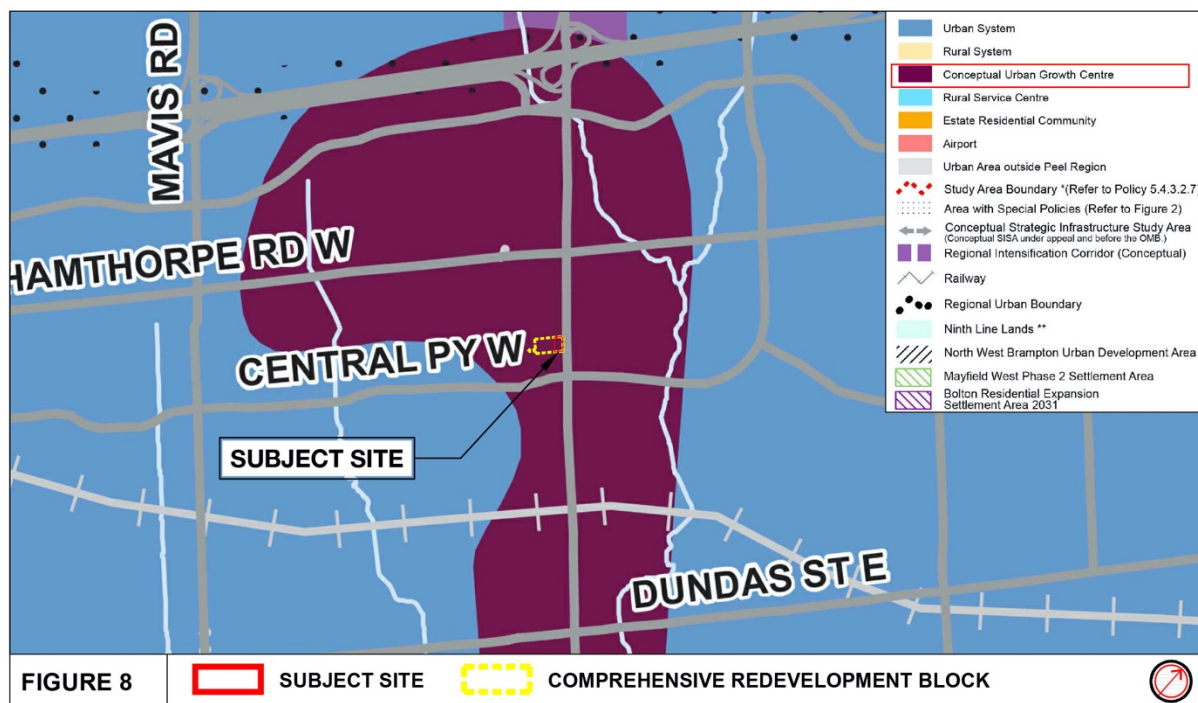 MAVIS RD
HAMTHORPE RD W
CENTRAL PY W
SUBJECT SITE
DUNDAS ST E
Urban System
Rural System
Conceptual Urban Growth Centre
Rural Service Centre
Estate Residential Community
Airport
Urban Area outside Peel Region
Study Area Boundary *(Refer to Policy 5.4.3.2.7)
Area with Special Policies (Refer to Figure 2)
Conceptual Strategic Infrastructure Study Area
(Conceptual SISA under appeal and before the OMB.)
Regional Intensification Corridor (Conceptual)
Railway
Regional Urban Boundary
Ninth Line Lands **
North West Brampton Urban Development Area
Mayfield West Phase 2 Settlement Area
Bolton Residential Expansion
Settlement Area 2031
FIGURE 8
SUBJECT SITE
COMPREHENSIVE REDEVELOPMENT BLOCK